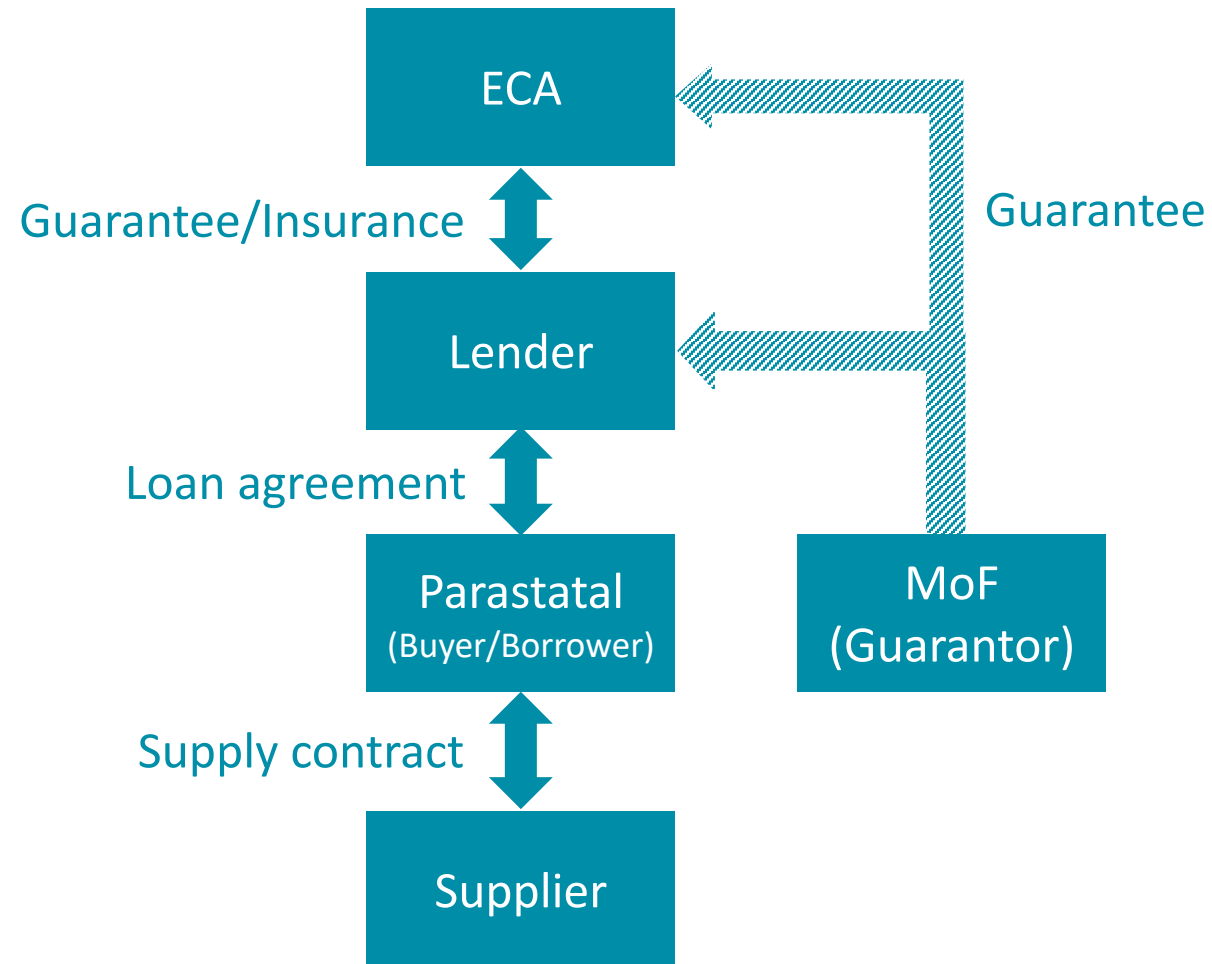 ECA
Guarantee/Insurance
Guarantee
Lender
Loan agreement
Parastatal
(Buyer/Borrower)
MoF
(Guarantor)
Supply contract
Supplier